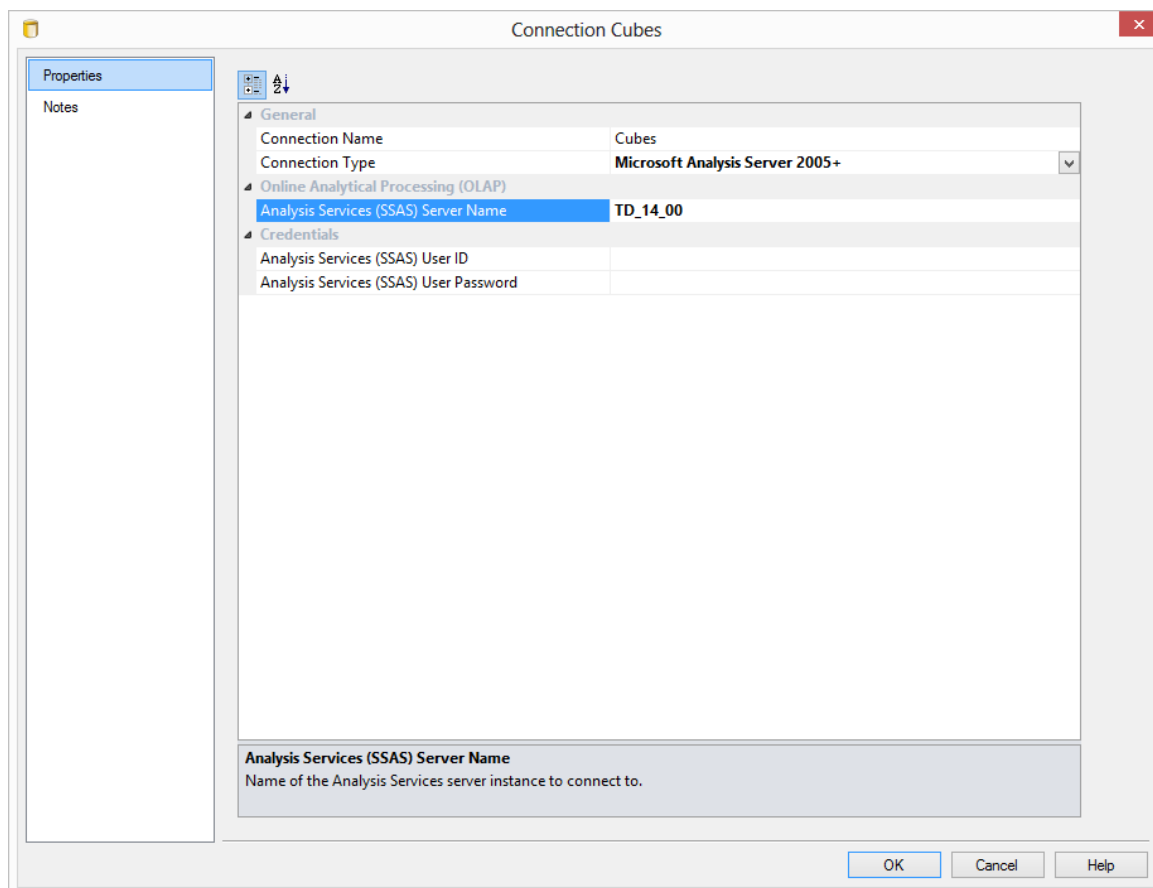 Connection Cubes
Properties
Notes
General
Connection Name Cubes
Connection Type Microsoft Analysis Server 2005+
Online Analytical Processing (OLAP)
Analysis Services (SSAS) Server Name TD_14_00
Credentials
Analysis Services (SSAS) User ID
Analysis Services (SSAS) User Password
Analysis Services (SSAS) Server Name
Name of the Analysis Services server instance to connect to.
OK Cancel Help